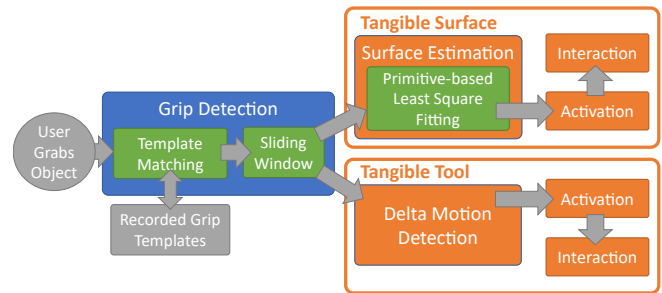 User
Grabs
Object
Grip Detection
Template
Matching
Sliding
Window
Recorded Grip
Templates
Tangible Surface
Surface Estimation
Primitive-based
Least Square
Fitting
Interaction
Activation
Tangible Tool
Delta Motion
Detection
Activation
Interaction